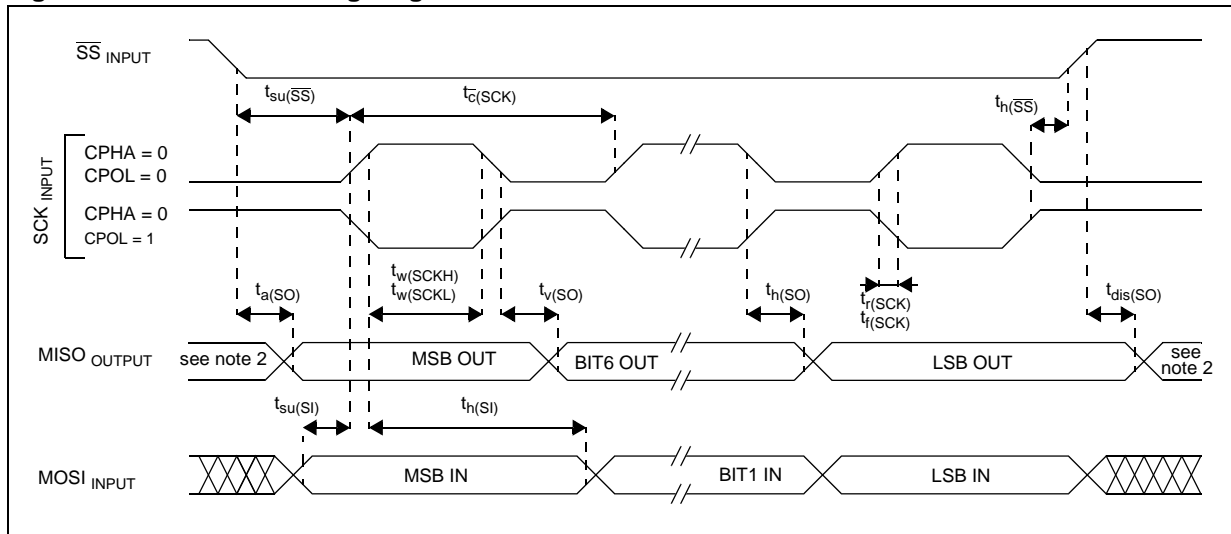 SS INPUT
tsu(SS)
tc(SCK)
th(SS)
SCK INPUT
CPHA = 0
CPOL = 0
CPHA = 0
CPOL = 1
ta(SO)
tw(SCKH)
tw(SCKL)
tv(SO)
th(SO)
tr(SCK)
tf(SCK)
tdis(SO)
MISO OUTPUT
see note 2
MSB OUT
BIT6 OUT
LSB OUT
see
note 2
tsu(SI)
th(SI)
MOSI INPUT
MSB IN
BIT1 IN
LSB IN